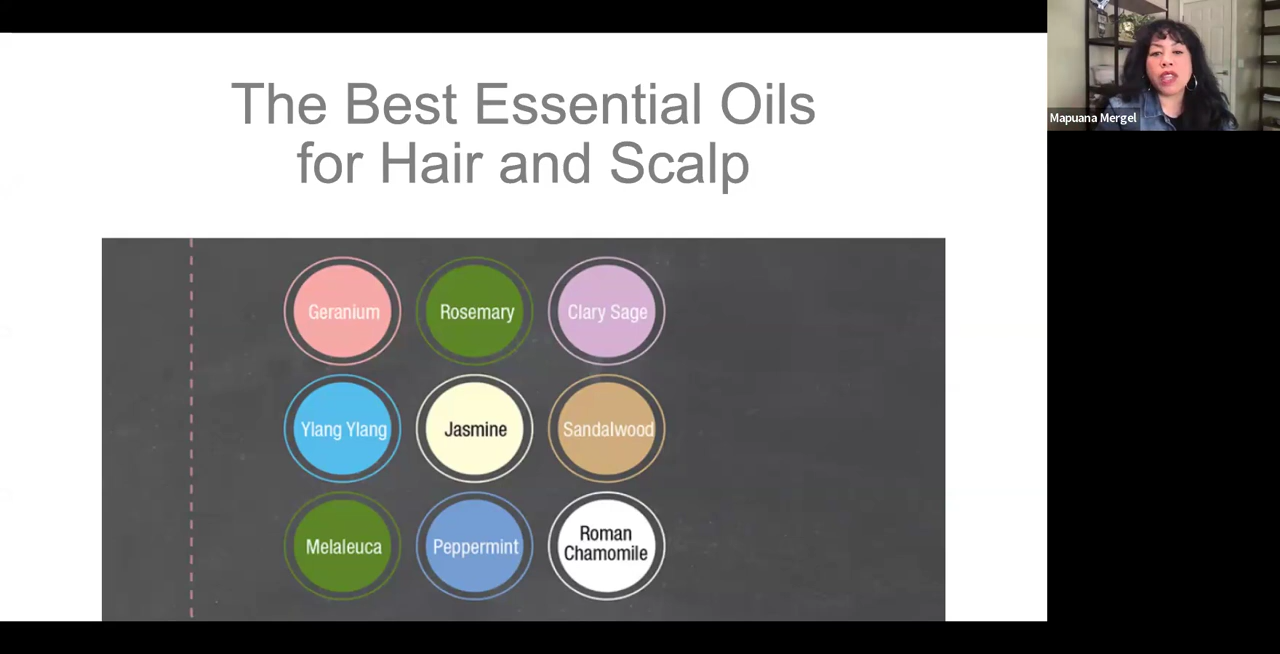 The Best Essential Oils
for Hair and Scalp
Mapuana Mergel
Geranium
Rosemary
Clary Sage
Ylang Ylang
Jasmine
Sandalwood
Melaleuca
Peppermint
Roman
Chamomile